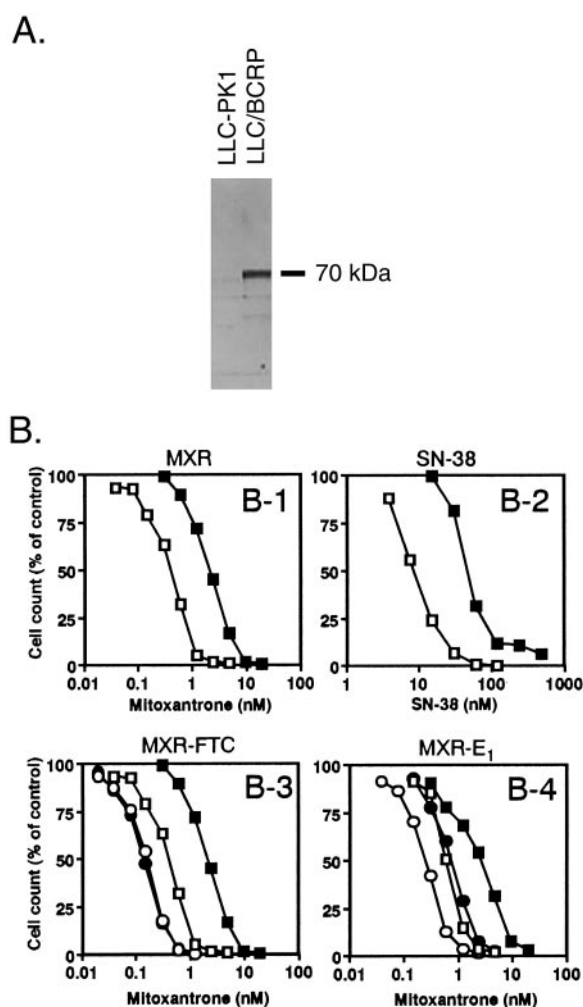 A.
LLC-PK1
LLC/BCRP
70 kDa
B.
MXR
B-1
Cell count (% of control)
100
75
50
25
0
0.01 0.1 1 10 100
Mitoxantrone (nM)
SN-38
B-2
100
75
50
25
0
1 10 100 1000
SN-38 (nM)
MXR-FTC
B-3
Cell count (% of control)
100
75
50
25
0
0.01 0.1 1 10 100
Mitoxantrone (nM)
MXR-E1
B-4
100
75
50
25
0
0.01 0.1 1 10 100
Mitoxantrone (nM)